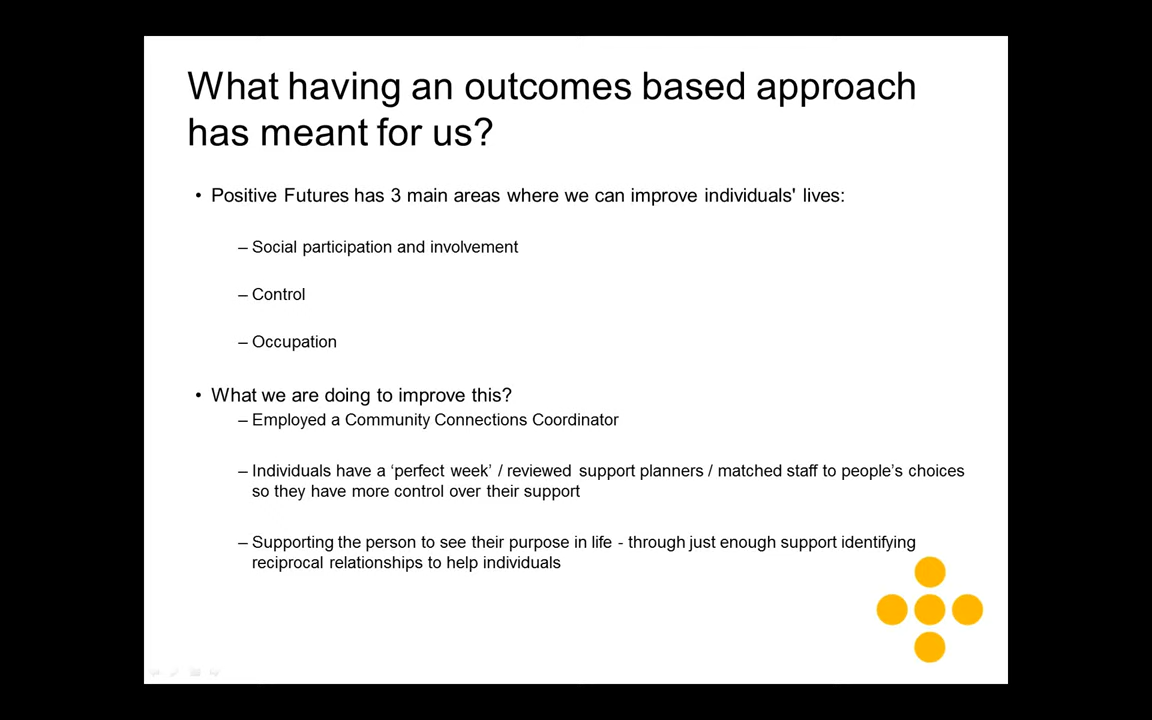 What having an outcomes based approach
has meant for us?
• Positive Futures has 3 main areas where we can improve individuals' lives:
– Social participation and involvement
– Control
– Occupation
• What we are doing to improve this?
– Employed a Community Connections Coordinator
– Individuals have a ‘perfect week’ / reviewed support planners / matched staff to people’s choices
so they have more control over their support
– Supporting the person to see their purpose in life - through just enough support identifying
reciprocal relationships to help individuals